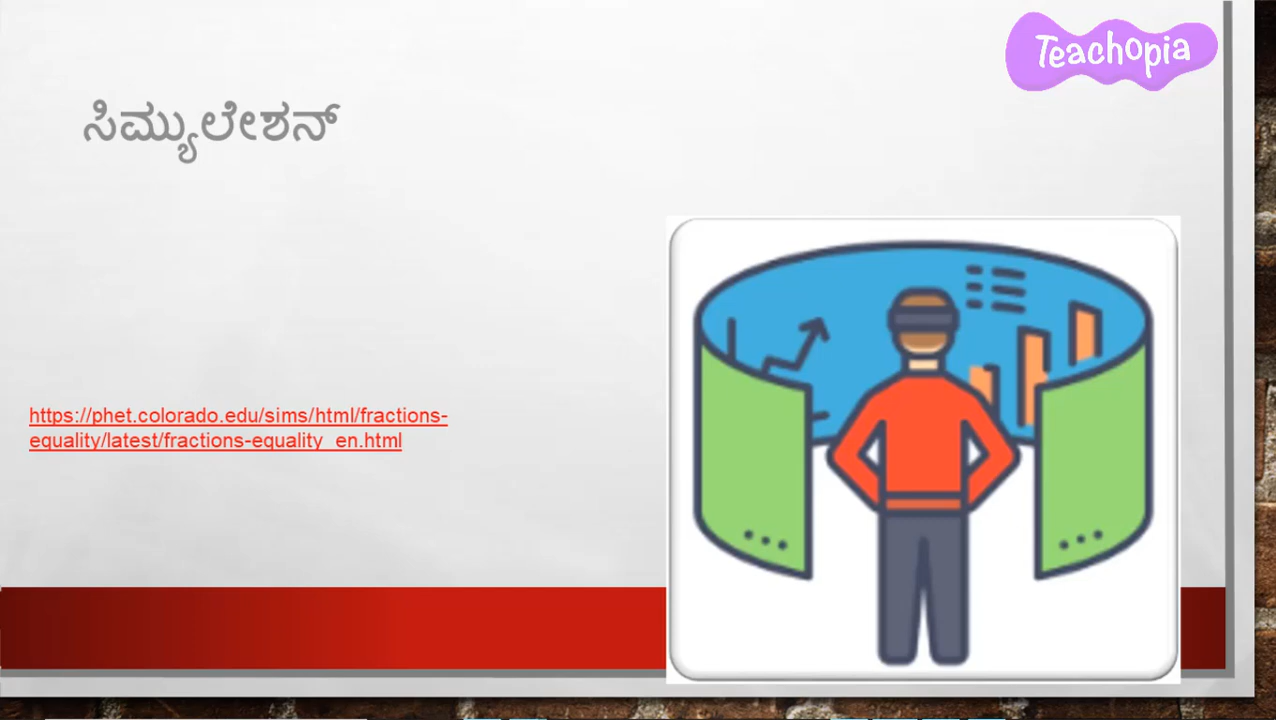 Teachopia
ಸಿಮ್ಯುಲೇಶನ್
https://phet.colorado.edu/sims/html/fractions-
equality/latest/fractions-equality_en.html